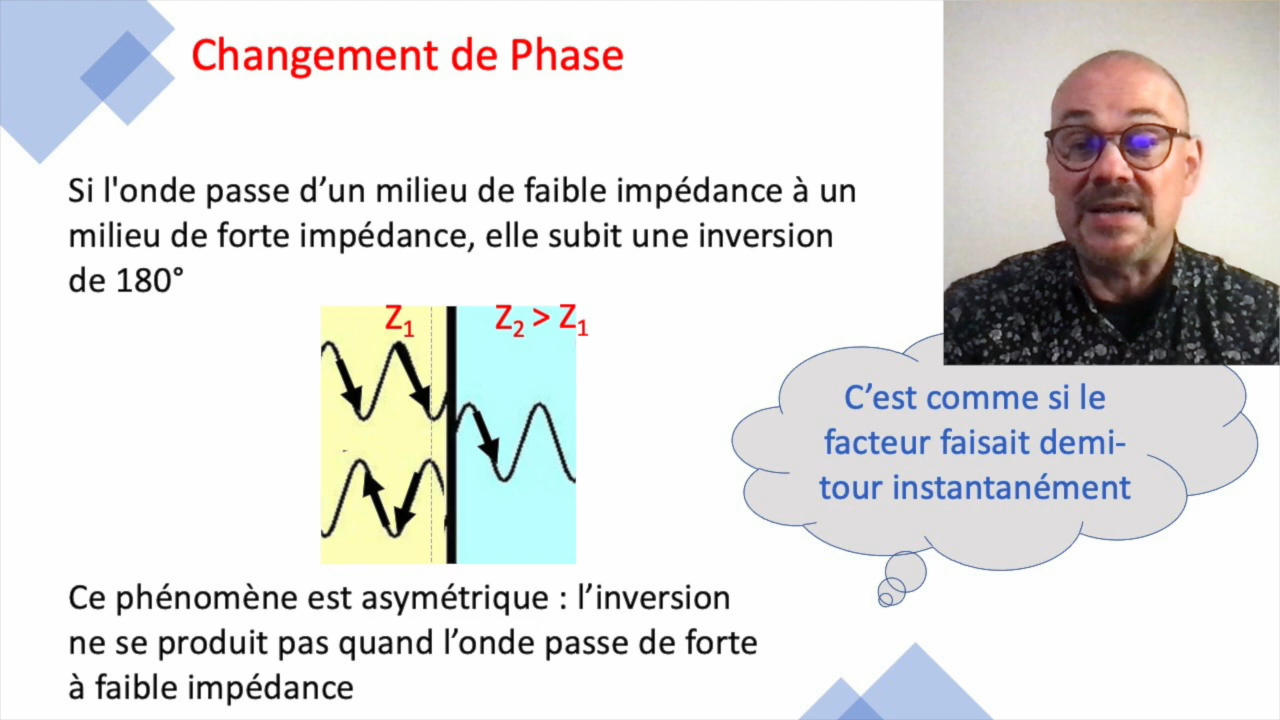 Changement de Phase
Si l'onde passe d’un milieu de faible impédance à un
milieu de forte impédance, elle subit une inversion
de 180°
Z₁
Z₂ > Z₁
C’est comme si le
facteur faisait demi-
tour instantanément
Ce phénomène est asymétrique : l’inversion
ne se produit pas quand l’onde passe de forte
à faible impédance